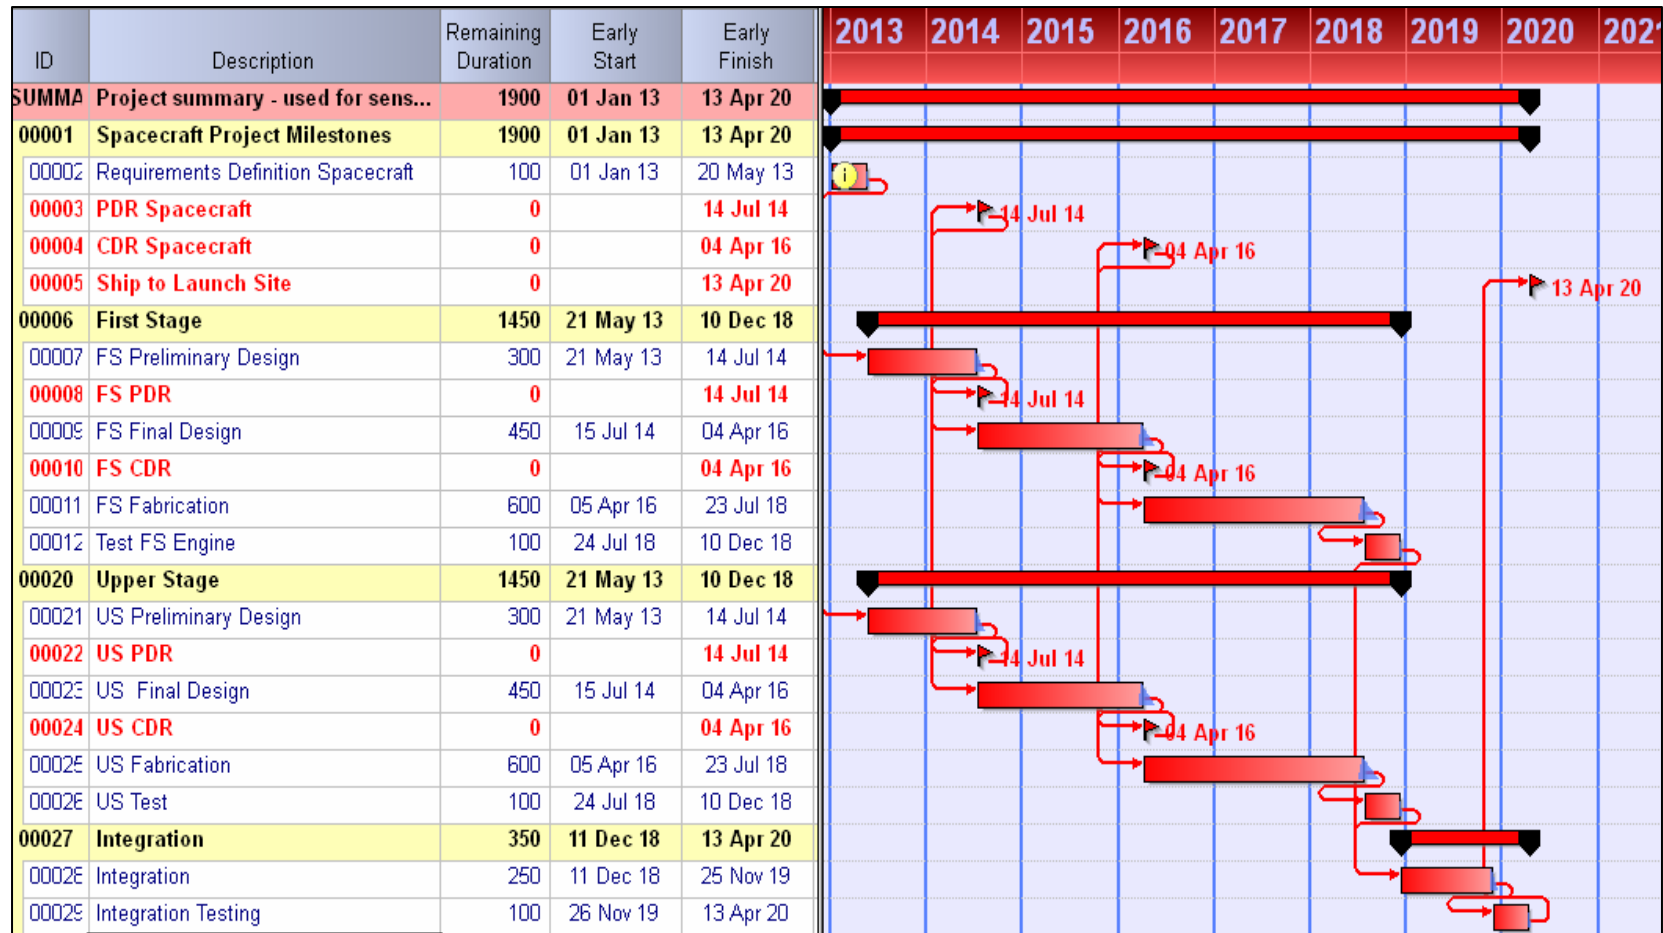 ID Description Remaining Duration Early Start Early Finish 2013 2014 2015 2016 2017 2018 2019 2020 202
SUMMA Project summary - used for sens... 1900 01 Jan 13 13 Apr 20
00001 Spacecraft Project Milestones 1900 01 Jan 13 13 Apr 20
00002 Requirements Definition Spacecraft 100 01 Jan 13 20 May 13 i
00003 PDR Spacecraft 0 14 Jul 14 14 Jul 14
00004 CDR Spacecraft 0 04 Apr 16 04 Apr 16
00005 Ship to Launch Site 0 13 Apr 20 13 Apr 20
00006 First Stage 1450 21 May 13 10 Dec 18
00007 FS Preliminary Design 300 21 May 13 14 Jul 14
00008 FS PDR 0 14 Jul 14 14 Jul 14
00009 FS Final Design 450 15 Jul 14 04 Apr 16
00010 FS CDR 0 04 Apr 16 04 Apr 16
00011 FS Fabrication 600 05 Apr 16 23 Jul 18
00012 Test FS Engine 100 24 Jul 18 10 Dec 18
00020 Upper Stage 1450 21 May 13 10 Dec 18
00021 US Preliminary Design 300 21 May 13 14 Jul 14
00022 US PDR 0 14 Jul 14 14 Jul 14
00023 US Final Design 450 15 Jul 14 04 Apr 16
00024 US CDR 0 04 Apr 16 04 Apr 16
00025 US Fabrication 600 05 Apr 16 23 Jul 18
00026 US Test 100 24 Jul 18 10 Dec 18
00027 Integration 350 11 Dec 18 13 Apr 20
00028 Integration 250 11 Dec 18 25 Nov 19
00029 Integration Testing 100 26 Nov 19 13 Apr 20